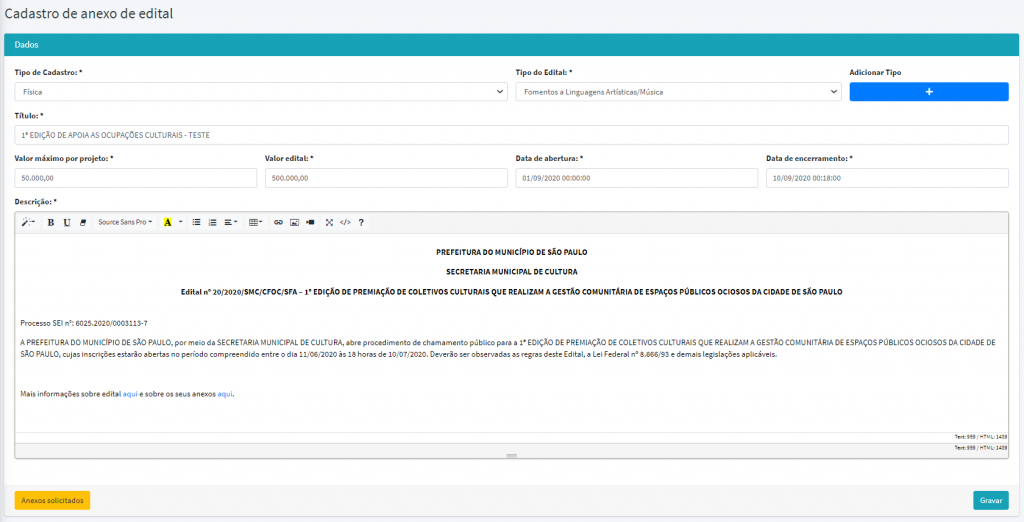 Cadastro de anexo de edital
Dados
Tipo de Cadastro: *
Tipo do Edital: *
Adicionar Tipo
Física
Fomentos a Linguagens Artísticas/Música
+
Título: *
1ª EDIÇÃO DE APOIA AS OCUPAÇÕES CULTURAIS - TESTE
Valor máximo por projeto: *
Valor edital: *
Data de abertura: *
Data de encerramento: *
50.000,00
500.000,00
01/09/2020 00:00:00
10/09/2020 00:18:00
Descrição: *
B U Source Sans Pro A </> ?
PREFEITURA DO MUNICÍPIO DE SÃO PAULO
SECRETARIA MUNICIPAL DE CULTURA
Edital nº 20/2020/SMC/CFOC/SFA – 1ª EDIÇÃO DE PREMIAÇÃO DE COLETIVOS CULTURAIS QUE REALIZAM A GESTÃO COMUNITÁRIA DE ESPAÇOS PÚBLICOS OCIOSOS DA CIDADE DE SÃO PAULO
Processo SEI nº: 6025.2020/0003113-7
A PREFEITURA DO MUNICÍPIO DE SÃO PAULO, por meio da SECRETARIA MUNICIPAL DE CULTURA, abre procedimento de chamamento público para a 1ª EDIÇÃO DE PREMIAÇÃO DE COLETIVOS CULTURAIS QUE REALIZAM A GESTÃO COMUNITÁRIA DE ESPAÇOS PÚBLICOS OCIOSOS DA CIDADE DE
SÃO PAULO, cujas inscrições estarão abertas no período compreendido entre o dia 11/06/2020 às 18 horas de 10/07/2020. Deverão ser observadas as regras deste Edital, a Lei Federal nº 8.666/93 e demais legislações aplicáveis.
Mais informações sobre edital aqui e sobre os seus anexos aqui.
Text: 959 / HTML: 1439
Text: 959 / HTML: 1439
Anexos solicitados
Gravar